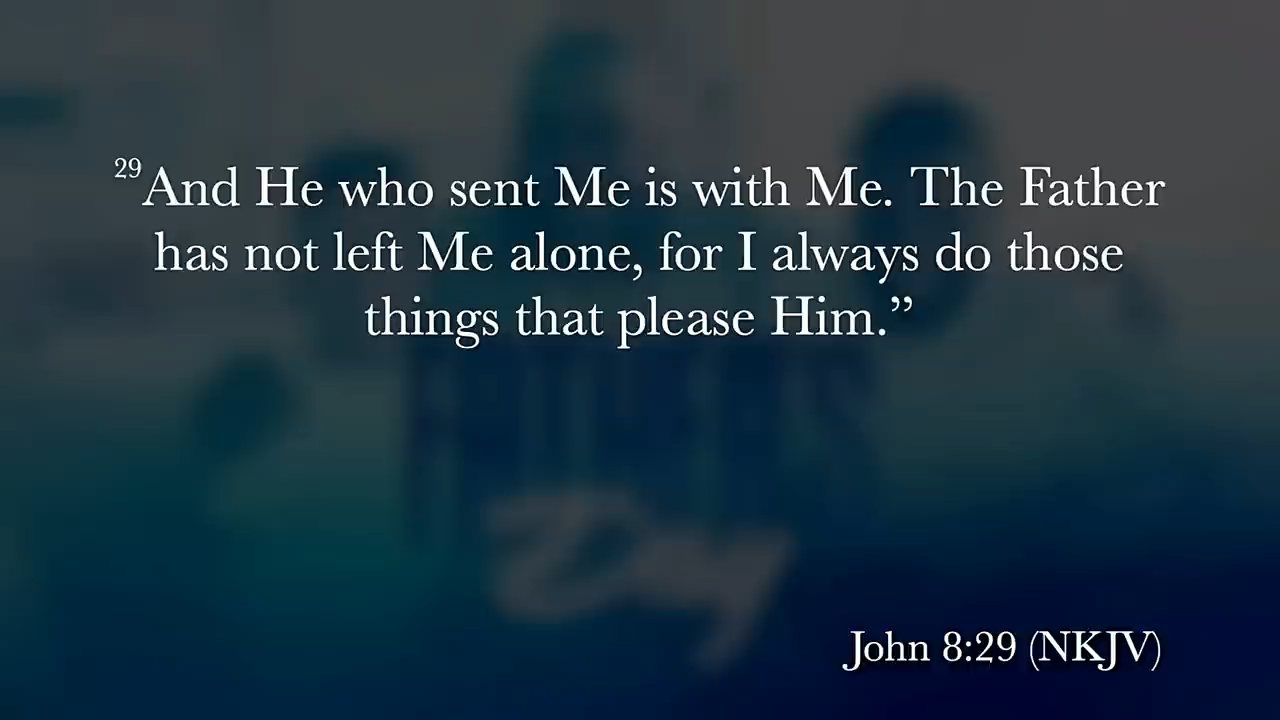 29And He who sent Me is with Me. The Father
has not left Me alone, for I always do those
things that please Him.”
Day
John 8:29 (NKJV)